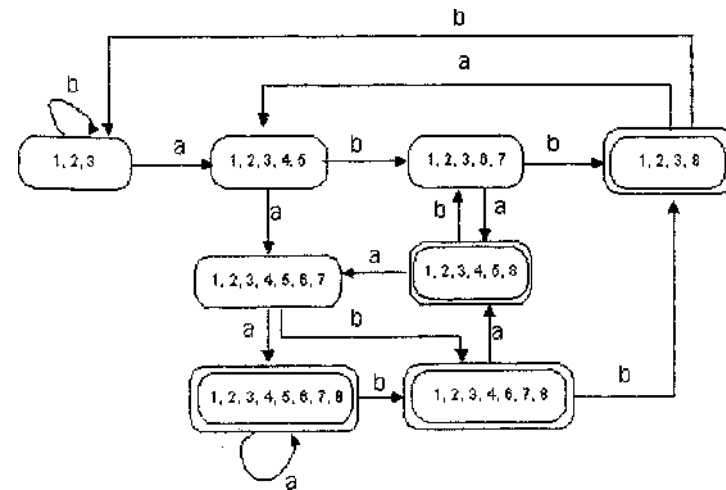 b
a
b
1, 2, 3
a
1, 2, 3, 4, 5
b
1, 2, 3, 6, 7
b
1, 2, 3, 8
a
b
a
1, 2, 3, 4, 5, 6, 7
a
1, 2, 3, 4, 5, 8
a
b
a
b
1, 2, 3, 4, 5, 6, 7, 8
b
1, 2, 3, 4, 6, 7, 8
a